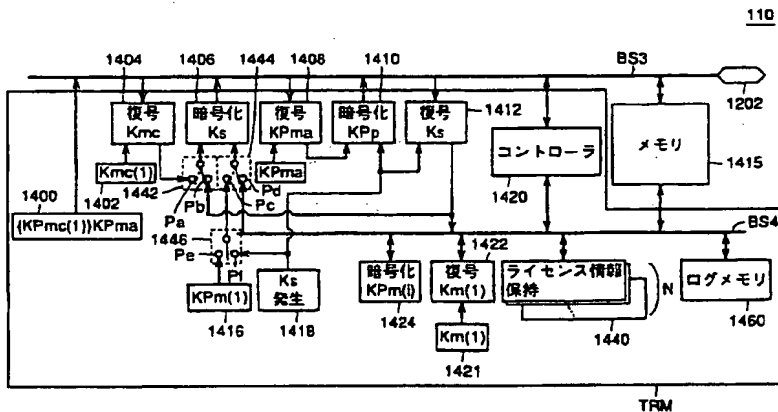 110
1404
1406
1444
1408
1410
BS3
1202
復号
Kmc
暗号化
Ks
復号
KPma
暗号化
KPp
復号
Ks
1412
コントローラ
1420
メモリ
1415
Kmc(1)
1402
KPma
1400
1442
{KPmc(1)}KPma
Pa
Pb
Pc
Pd
1446
Pe
Pf
BS4
KPm(1)
1416
Ks
発生
1418
暗号化
KPm(i)
1424
1422
復号
Km(1)
Km(1)
1421
ライセンス情報
保持
N
1440
ログメモリ
1460
TRM